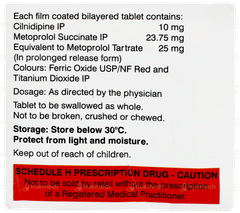 Each film coated bilayered tablet contains:
Cilnidipine IP 10 mg
Metoprolol Succinate IP 23.75 mg
Equivalent to Metoprolol Tartrate 25 mg
(In prolonged release form)
Colours: Ferric Oxide USP/NF Red and
Titanium Dioxide IP
Dosage: As directed by the physician
Tablet to be swallowed as whole.
Not to be broken, crushed or chewed.
Storage: Store below 30°C.
Protect from light and moisture.
Keep out of reach of children.
SCHEDULE H PRESCRIPTION DRUG - CAUTION
Not to be sold by retail without the prescription
of a Registered Medical Practitioner.